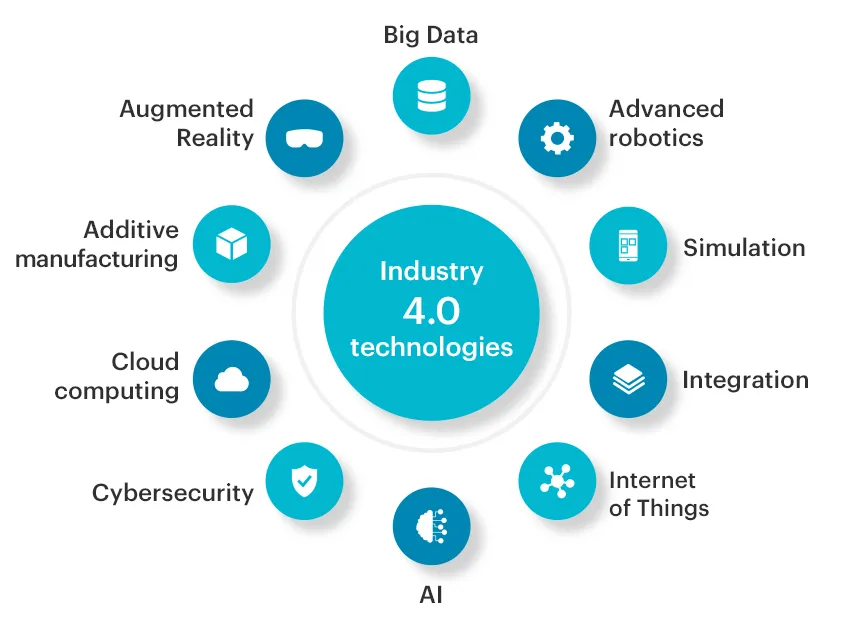 Big Data
Augmented
Reality
Advanced
robotics
Additive
manufacturing
Simulation
Industry
4.0
technologies
Cloud
computing
Integration
Cybersecurity
Internet
of Things
AI